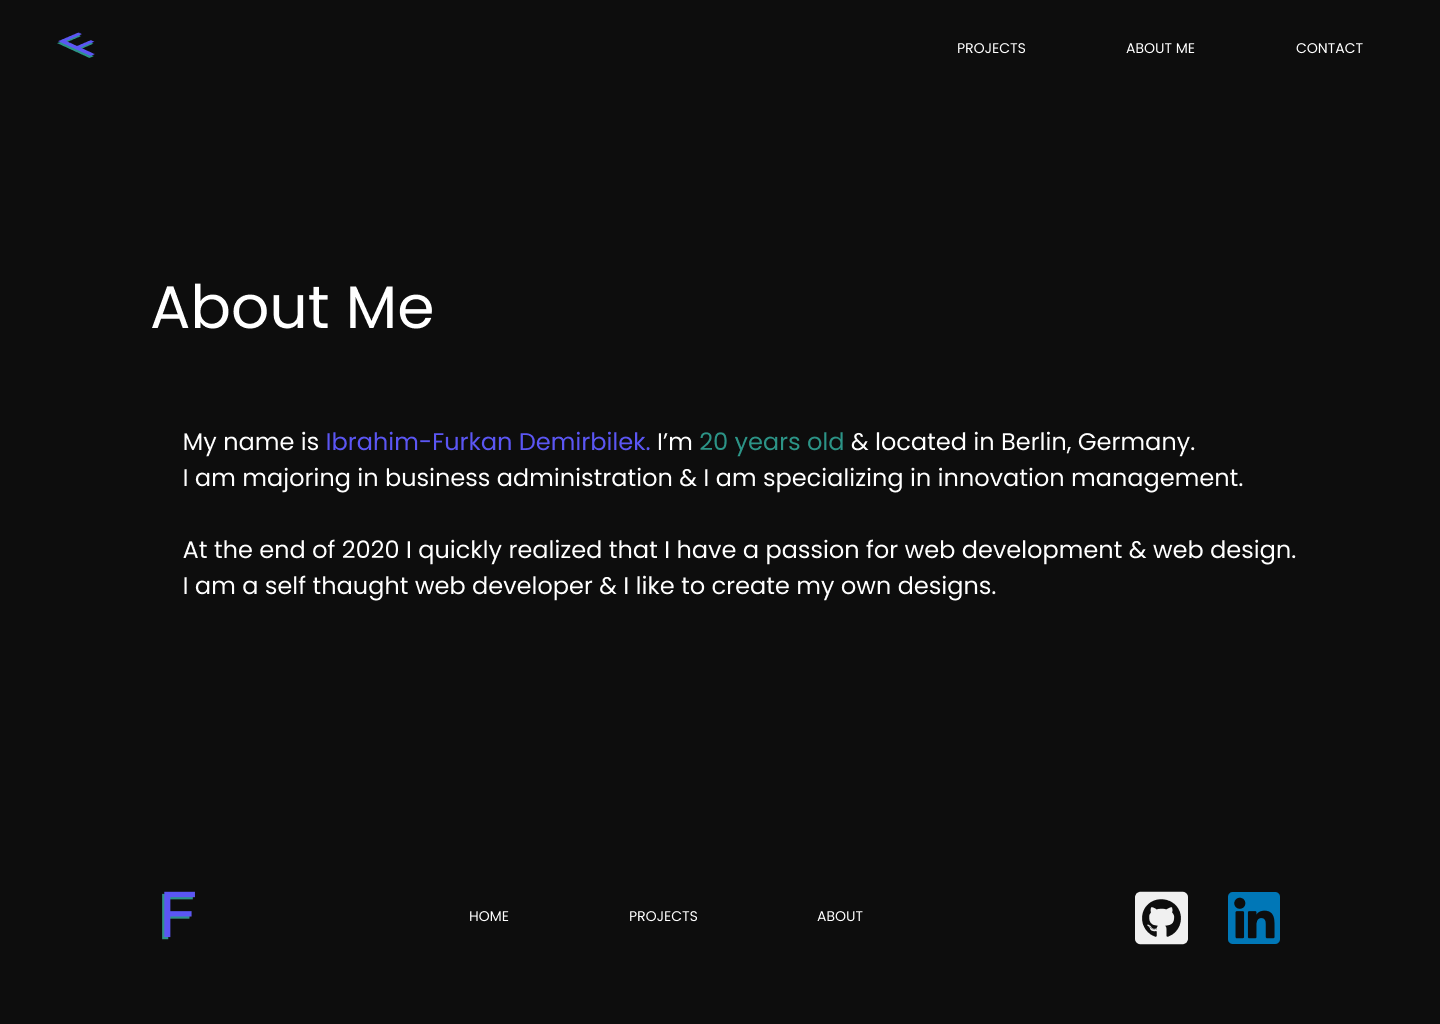 PROJECTS ABOUT ME CONTACT
About Me
My name is Ibrahim-Furkan Demirbilek. I’m 20 years old & located in Berlin, Germany.
I am majoring in business administration & I am specializing in innovation management.
At the end of 2020 I quickly realized that I have a passion for web development & web design.
I am a self thaught web developer & I like to create my own designs.
F HOME PROJECTS ABOUT in